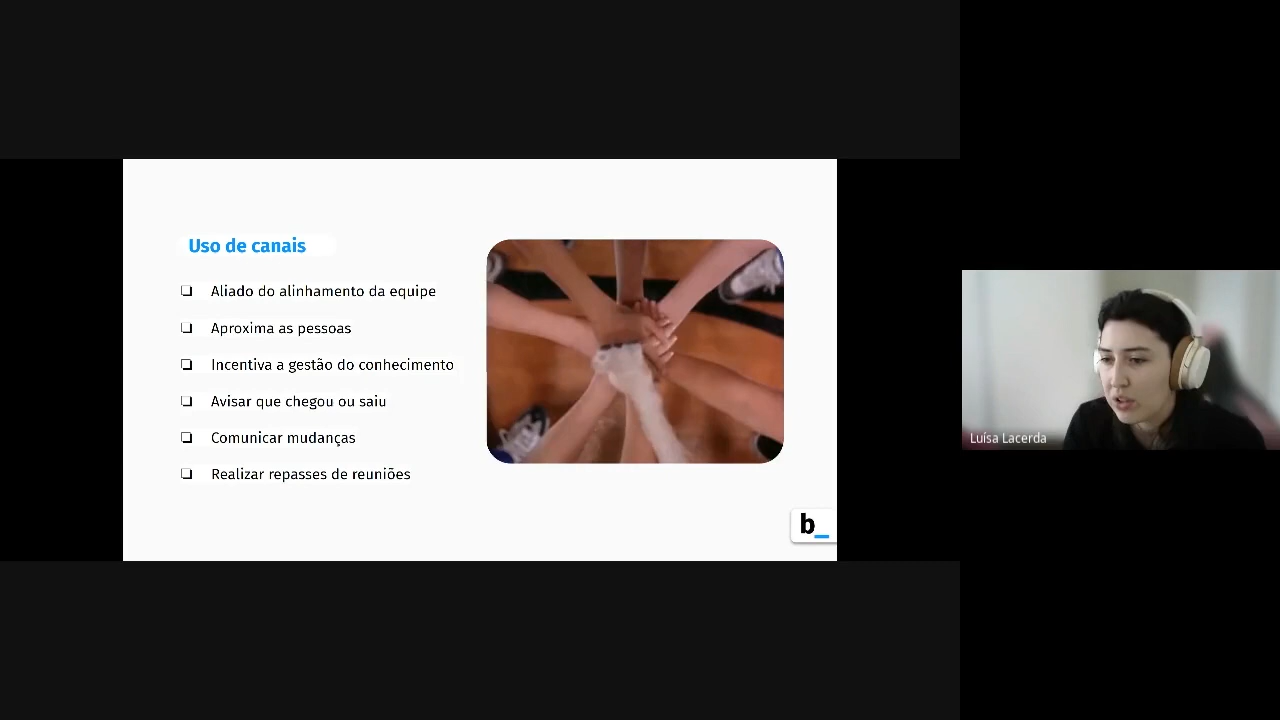 Uso de canais
❏ Aliado do alinhamento da equipe
❏ Aproxima as pessoas
❏ Incentiva a gestão do conhecimento
❏ Avisar que chegou ou saiu
❏ Comunicar mudanças
❏ Realizar repasses de reuniões
b_
Luísa Lacerda